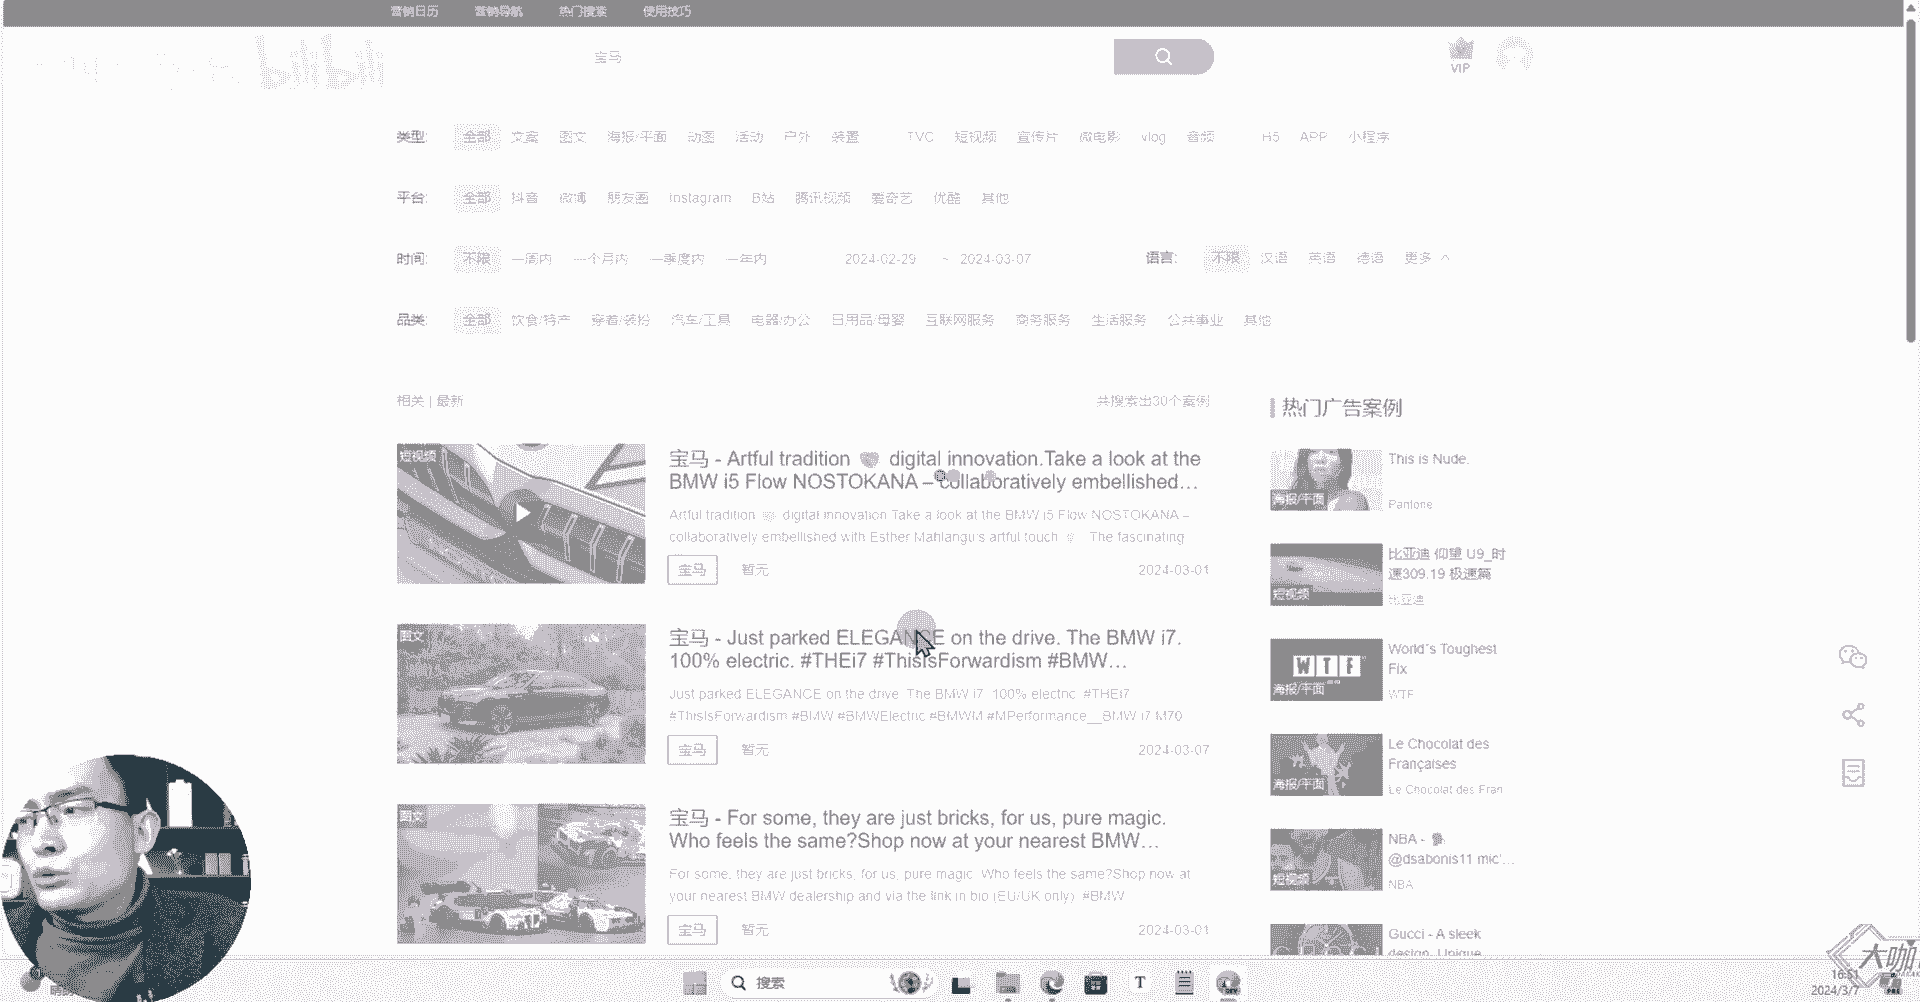 营销日历 营销导航 热门搜索 使用技巧
bilibili
宝马
VIP
类型: 全部 文案 图文 海报/平面 动图 活动 户外 装置 TVC 短视频 宣传片 微电影 vlog 音频 H5 APP 小程序
平台: 全部 抖音 微博 朋友圈 Instagram B站 腾讯视频 爱奇艺 优酷 其他
时间: 不限 一周内 一个月内 一季度内 一年内 2024-02-29 ~ 2024-03-07 语言: 不限 汉语 英语 德语 更多
品类: 全部 饮食/特产 穿着/装扮 汽车/工具 电器/办公 日用品/母婴 互联网服务 商务服务 生活服务 公共事业 其他
相关 | 最新 共搜索出30个案例
短视频
宝马 - Artful tradition digital innovation.Take a look at the
BMW i5 Flow NOSTOKANA – collaboratively embellished…
Artful tradition digital innovation Take a look at the BMW i5 Flow NOSTOKANA –
collaboratively embellished with Esther Mahlangu's artful touch The fascinating
宝马 暂无 2024-03-01
图文
宝马 - Just parked ELEGANCE on the drive. The BMW i7.
100% electric. #THEi7 #ThisIsForwardism #BMW…
Just parked ELEGANCE on the drive. The BMW i7. 100% electric. #THEi7
#ThisIsForwardism #BMW #BMWElectric #BMWM #MPerformance__BMW i7 M70
宝马 暂无 2024-03-07
图文
宝马 - For some, they are just bricks, for us, pure magic.
Who feels the same?Shop now at your nearest BMW…
For some, they are just bricks, for us, pure magic. Who feels the same?Shop now at
your nearest BMW dealership and via the link in bio (EU/UK only) #BMW
宝马 暂无 2024-03-01
热门广告案例
海报/平面
This is Nude.
Pantone
短视频
比亚迪 仰望 U9_时
速309.19 极速篇
比亚迪
WTF
海报/平面
World's Toughest
Fix
WTF
海报/平面
Le Chocolat des
Françaises
Le Chocolat des Fran
短视频
NBA -
@dsabonis11 mic'…
NBA
Gucci - A sleek
design. Unique
大咖
搜索
T
16:51
2024/3/7